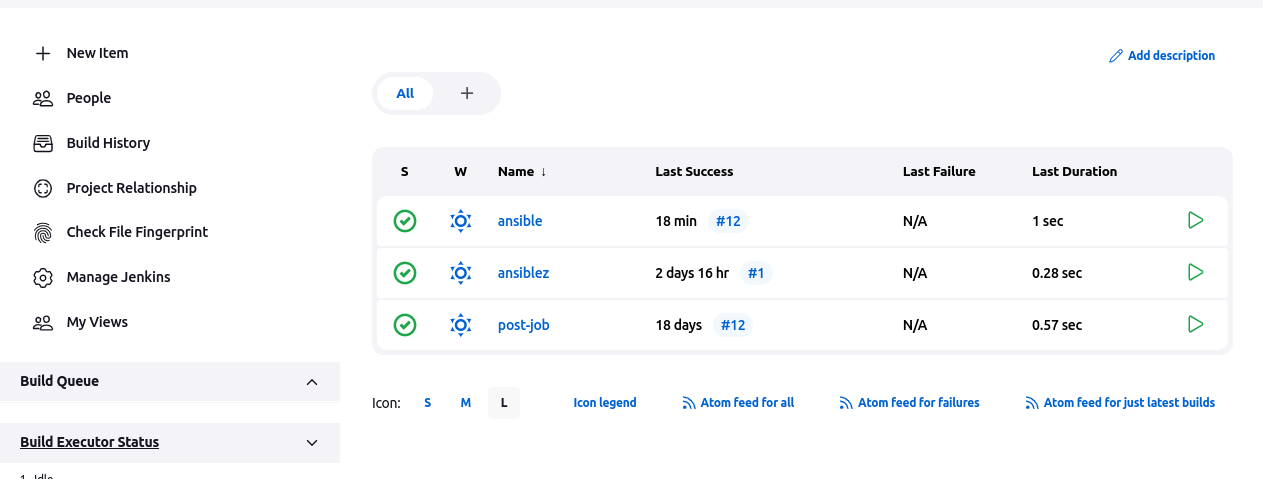 New Item
People
Build History
Project Relationship
Check File Fingerprint
Manage Jenkins
My Views
Build Queue
Build Executor Status
1 Idle
Add description
All
S W Name ↓ Last Success Last Failure Last Duration
ansible 18 min #12 N/A 1 sec
ansiblez 2 days 16 hr #1 N/A 0.28 sec
post-job 18 days #12 N/A 0.57 sec
Icon: S M L Icon legend Atom feed for all Atom feed for failures Atom feed for just latest builds